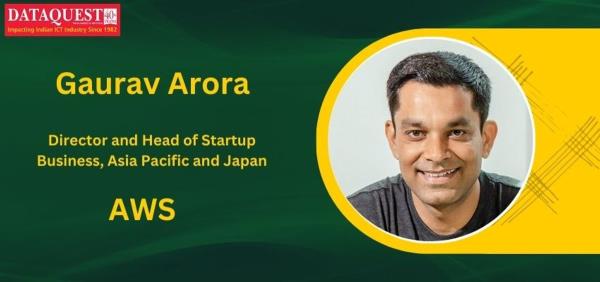 DATAQUEST
Impacting Indian ICT Industry Since 1982
Gaurav Arora
Director and Head of Startup
Business, Asia Pacific and Japan
AWS